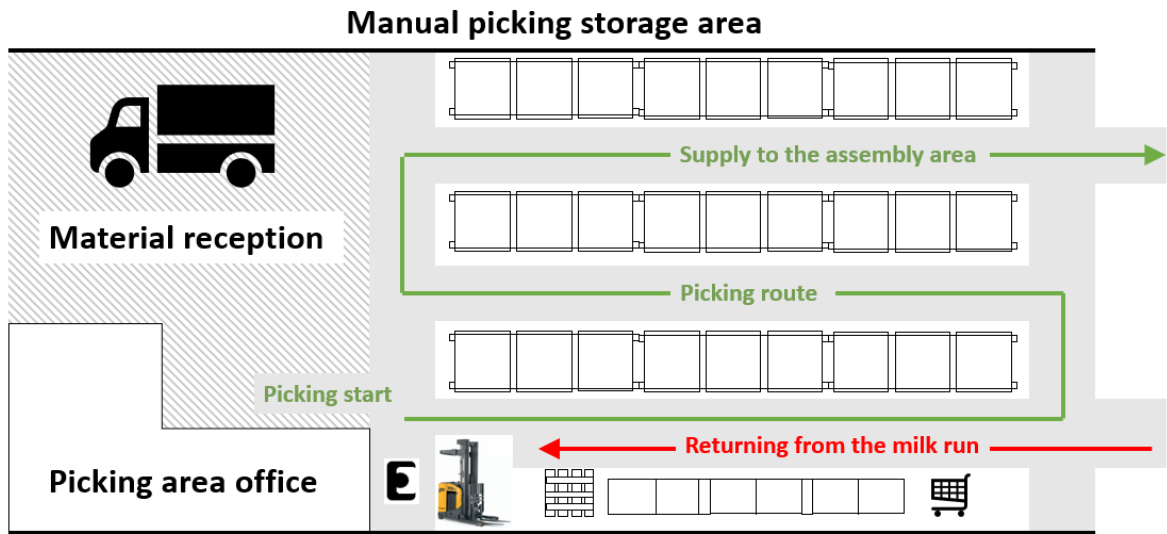 Manual picking storage area
Supply to the assembly area
Material reception
Picking route
Picking start
Returning from the milk run
Picking area office